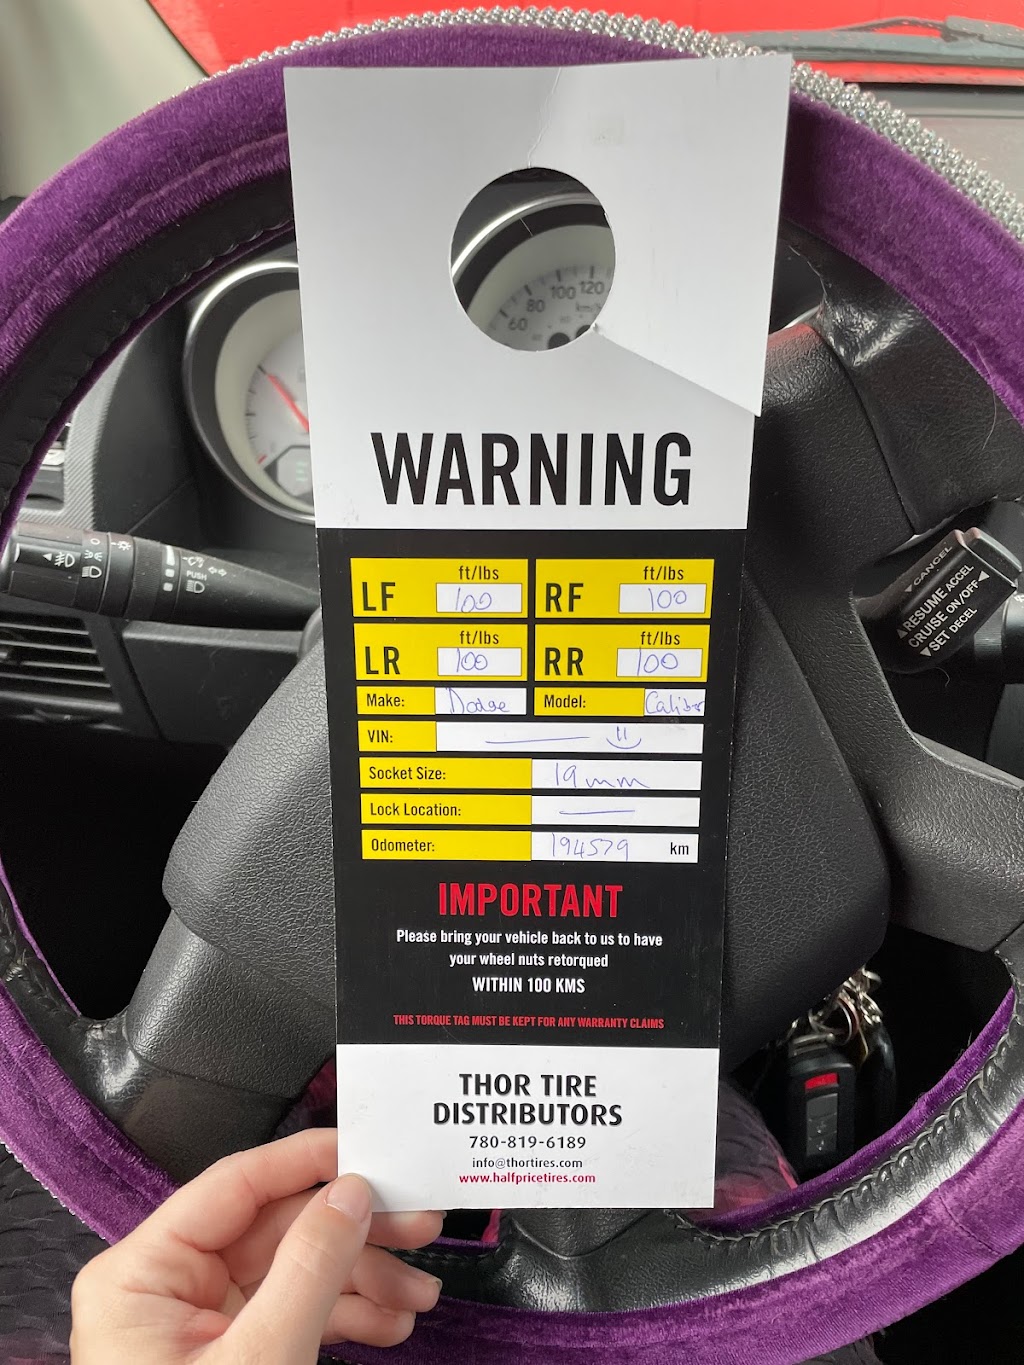 60 80 100 120
km/h
WARNING
ft/lbs ft/lbs
LF 100 RF 100
ft/lbs ft/lbs
LR 100 RR 100
Make: Dodge Model: Caliber
VIN:
Socket Size: 19mm
Lock Location:
Odometer: 194579 km
IMPORTANT
Please bring your vehicle back to us to have
your wheel nuts retorqued
WITHIN 100 KMS
THIS TORQUE TAG MUST BE KEPT FOR ANY WARRANTY CLAIMS
THOR TIRE
DISTRIBUTORS
780-819-6189
info@thortires.com
www.halfpricetires.com
PUSH
CANCEL
RESUME ACCEL
CRUISE ON/OFF
SET DECEL